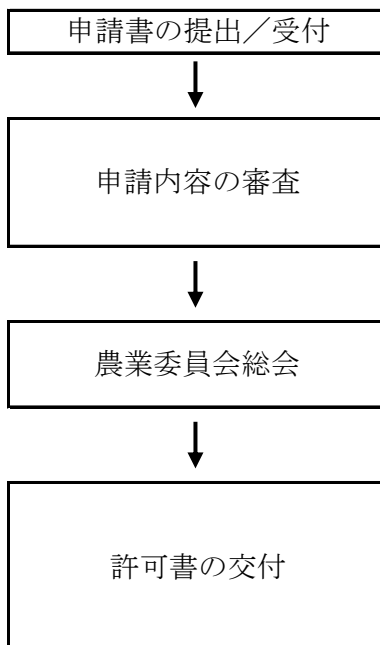 申請書の提出／受付
申請内容の審査
農業委員会総会
許可書の交付